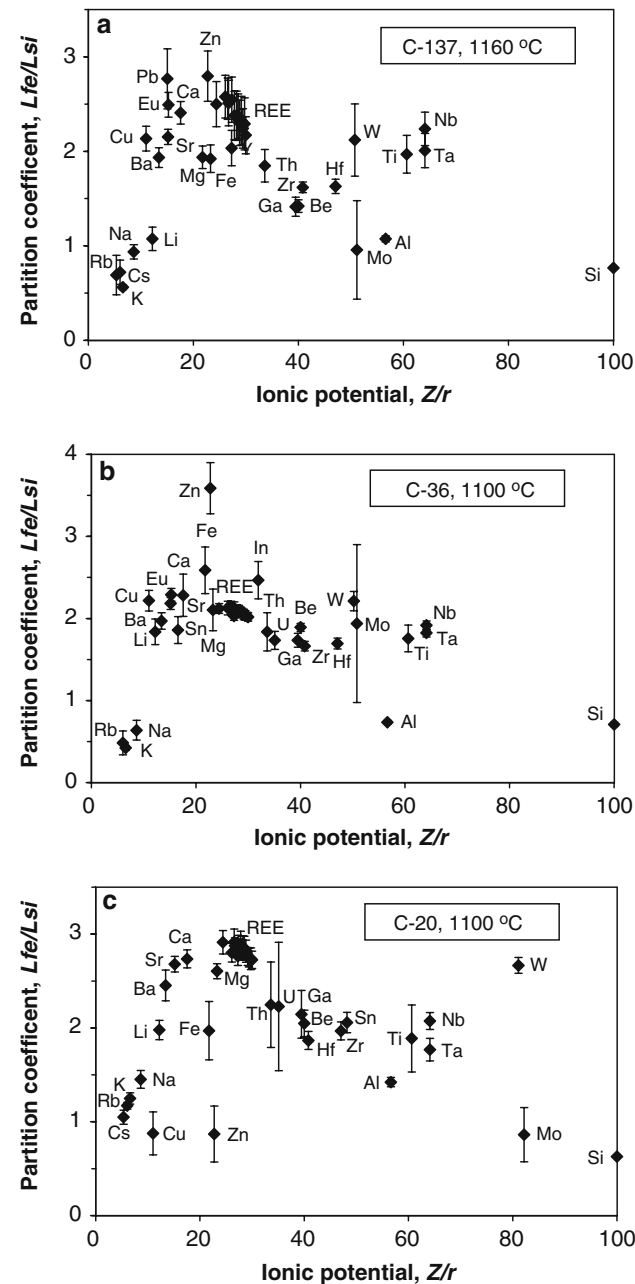 a
C-137, 1160 ºC
Partition coefficent, Lfe/Lsi
3
2
1
0
Zn
Pb
Eu
Ca
REE
Cu
Sr
Y
Ba
Mg
Fe
Th
Zr
Hf
Ga
Be
W
Nb
Ti
Ta
Na
Li
Al
Mo
Rb
Cs
K
Si
0 20 40 60 80 100
Ionic potential, Z/r
b
C-36, 1100 ºC
Partition coefficent, Lfe/Lsi
4
3
2
1
0
Zn
Fe
In
Ca
Eu
REE
Cu
Sr
Th
Be
W
Mo
Nb
Ba
Sn
U
Ta
Li
Mg
Ga
Zr
Hf
Ti
Rb
Na
K
Al
Si
0 20 40 60 80 100
Ionic potential, Z/r
c
C-20, 1100 ºC
Partition coefficent, Lfe/Lsi
3
2
1
0
REE
Ca
Sr
Mg
Ba
W
Li
Fe
Th
U
Ga
Be
Sn
Nb
Hf
Zr
Ti
Ta
K
Na
Al
Rb
Cs
Cu
Zn
Mo
Si
0 20 40 60 80 100
Ionic potential, Z/r